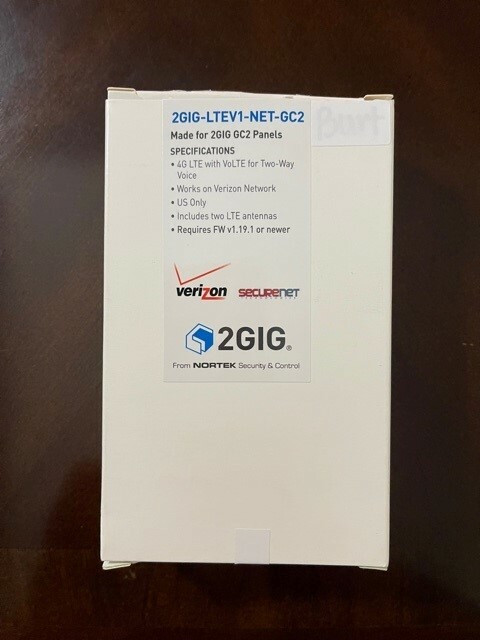 2GIG-LTEV1-NET-GC2
Burt
Made for 2GIG GC2 Panels
SPECIFICATIONS
• 4G LTE with VoLTE for Two-Way
Voice
• Works on Verizon Network
• US Only
• Includes two LTE antennas
• Requires FW v1.19.1 or newer
verizon
SECURENET
2GIG®
From NORTEK Security & Control